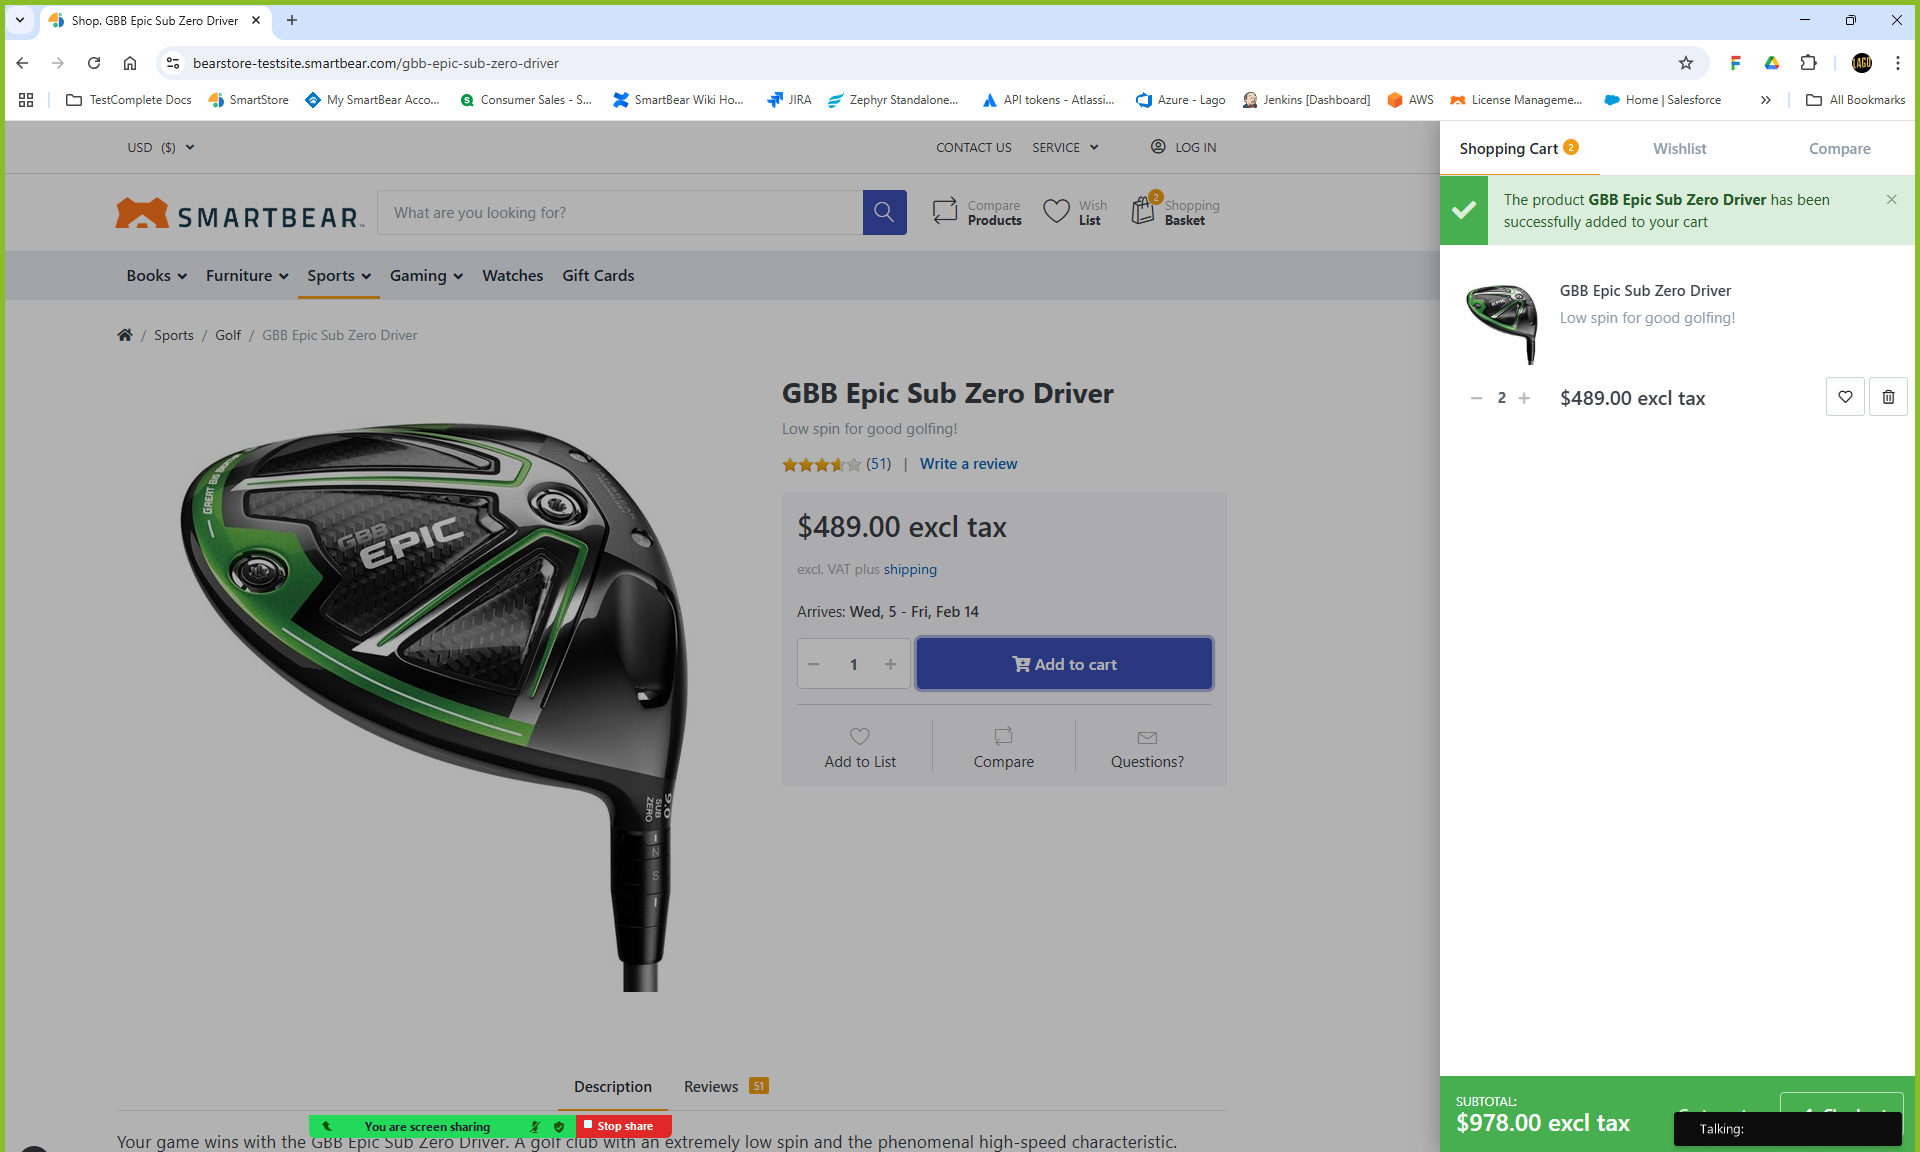 Shop. GBB Epic Sub Zero Driver
bearstore-testsite.smartbear.com/gbb-epic-sub-zero-driver
TestComplete Docs SmartStore My SmartBear Acco... Consumer Sales - S... SmartBear Wiki Ho... JIRA Zephyr Standalone... API tokens - Atlassi... Azure - Lago Jenkins [Dashboard] AWS License Manageme... Home | Salesforce All Bookmarks
USD ($) CONTACT US SERVICE LOG IN
SMARTBEAR
What are you looking for?
Compare Products
Wish List
2
Shopping Basket
Books Furniture Sports Gaming Watches Gift Cards
/ Sports / Golf / GBB Epic Sub Zero Driver
GREAT BIG
GBB
EPIC
9.0
SUB
ZERO
I
N
S
I
GBB Epic Sub Zero Driver
Low spin for good golfing!
(51) | Write a review
$489.00 excl tax
excl. VAT plus shipping
Arrives: Wed, 5 - Fri, Feb 14
1
Add to cart
Add to List
Compare
Questions?
Description
Reviews 51
Your game wins with the GBB Epic Sub Zero Driver. A golf club with an extremely low spin and the phenomenal high-speed characteristic.
You are screen sharing
Stop share
Shopping Cart 2 Wishlist Compare
The product GBB Epic Sub Zero Driver has been
successfully added to your cart
GBB Epic Sub Zero Driver
Low spin for good golfing!
2
$489.00 excl tax
SUBTOTAL:
$978.00 excl tax
Talking: